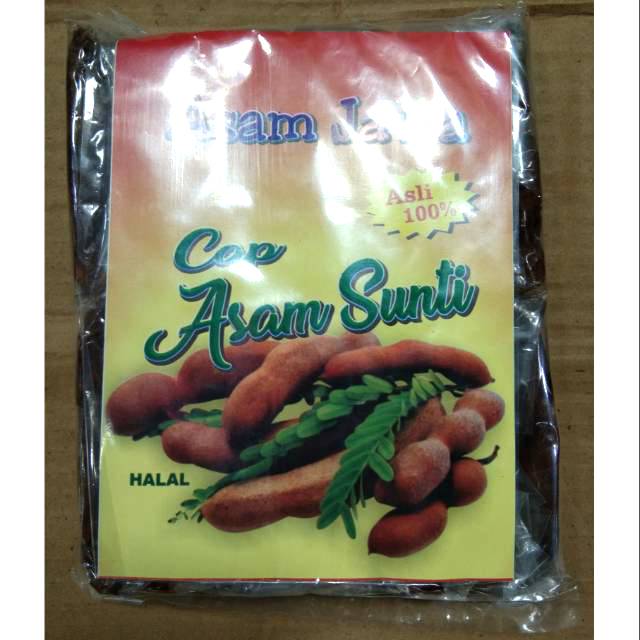 Asam Jawa
Asli
100%
Cap
Asam Sunti
HALAL